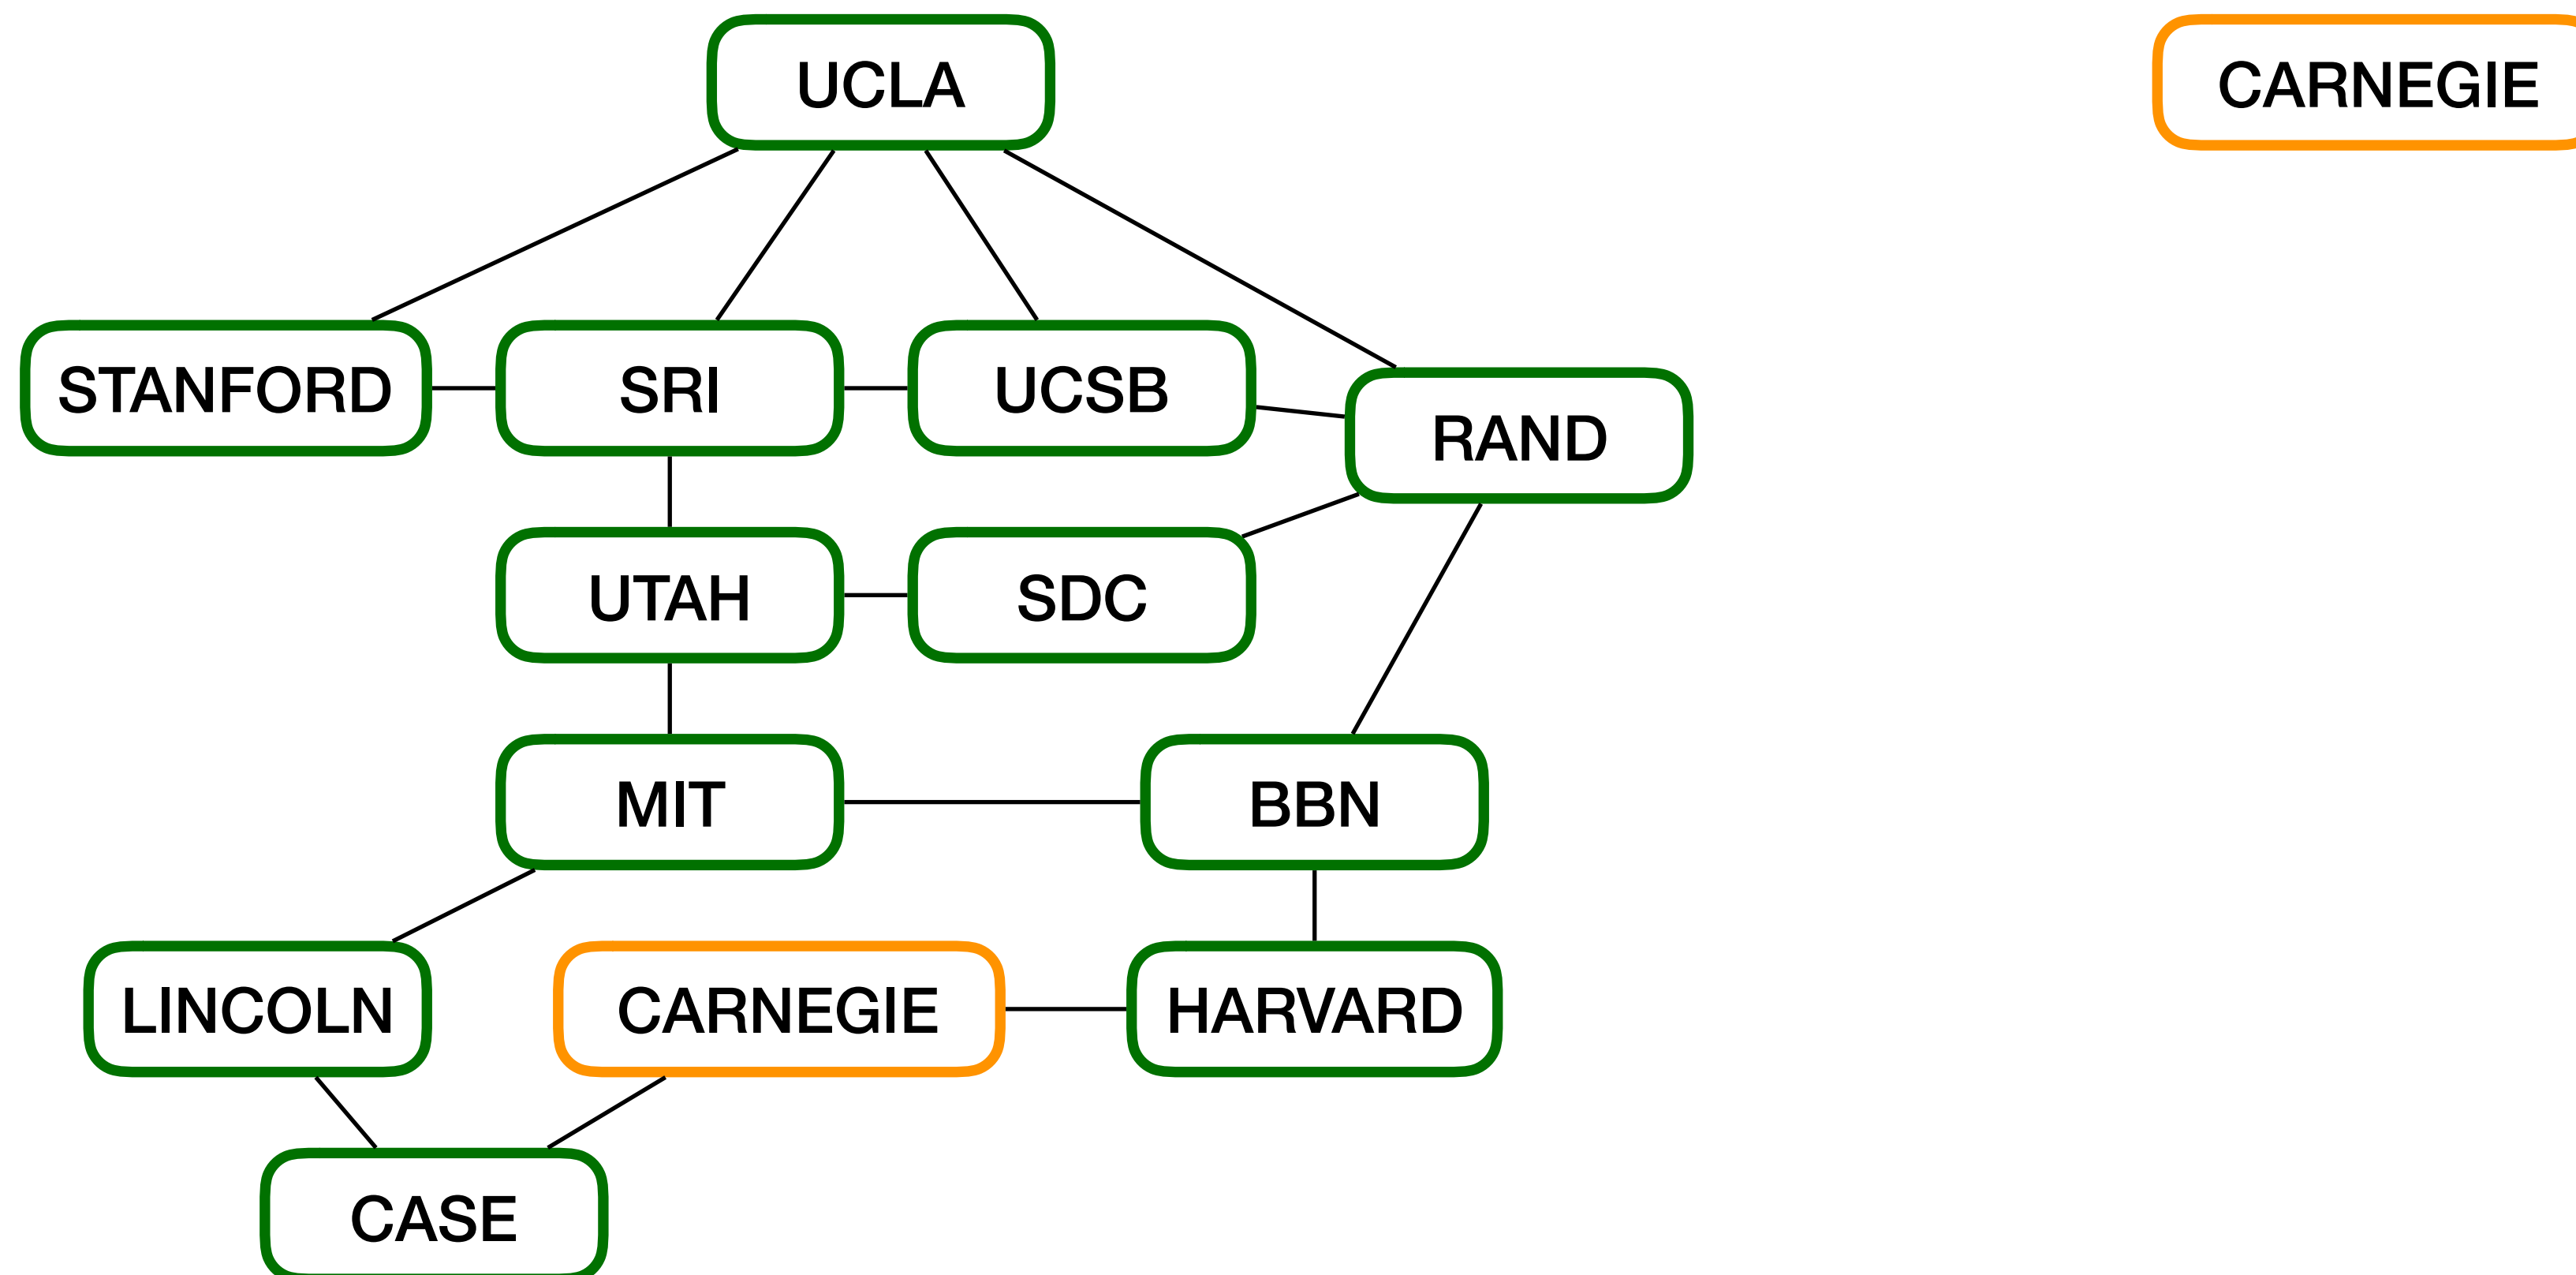 UCLA
CARNEGIE
STANFORD
SRI
UCSB
RAND
UTAH
SDC
MIT
BBN
LINCOLN
CARNEGIE
HARVARD
CASE